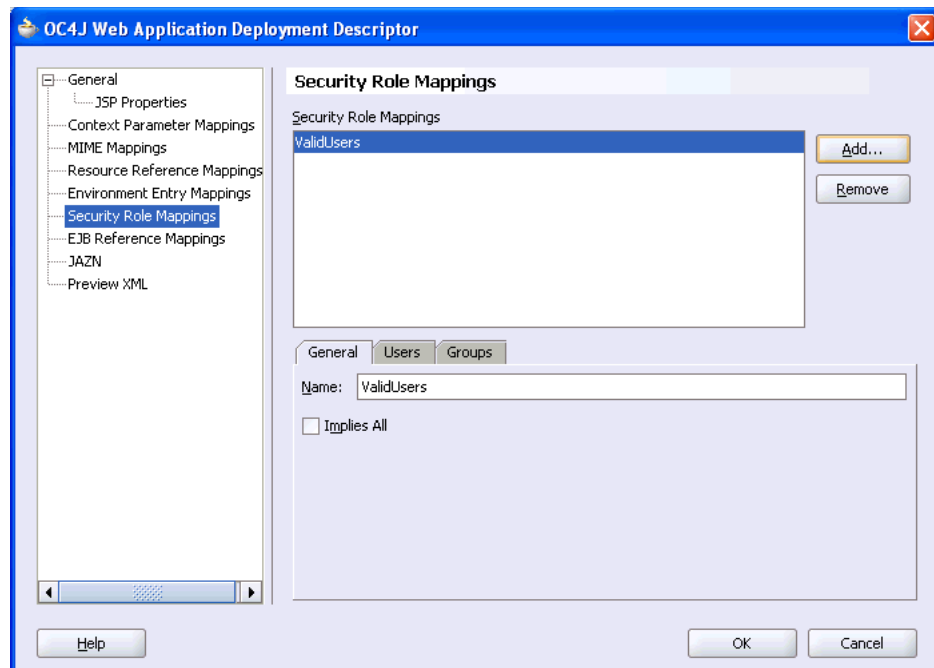 OC4J Web Application Deployment Descriptor
General
JSP Properties
Context Parameter Mappings
MIME Mappings
Resource Reference Mappings
Environment Entry Mappings
Security Role Mappings
EJB Reference Mappings
JAZN
Preview XML
Security Role Mappings
Security Role Mappings
ValidUsers
Add...
Remove
General Users Groups
Name: ValidUsers
Implies All
Help OK Cancel